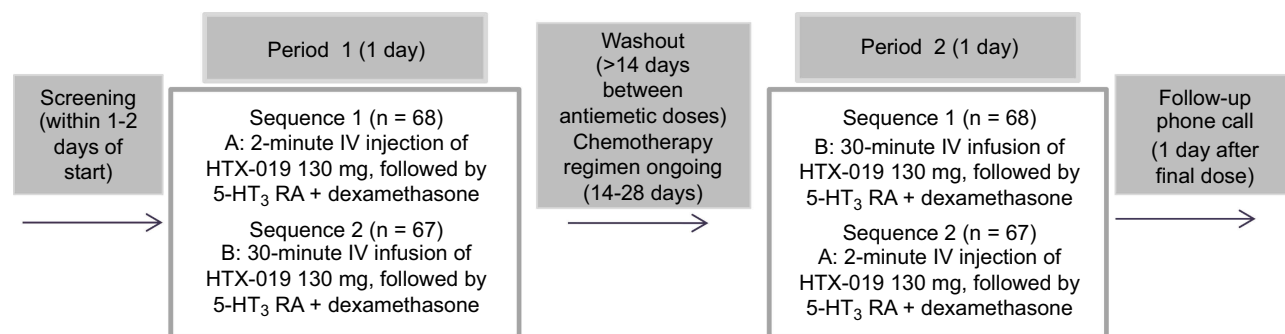 Screening
(within 1-2
days of
start)
Period 1 (1 day)
Sequence 1 (n = 68)
A: 2-minute IV injection of
HTX-019 130 mg, followed by
5-HT₃ RA + dexamethasone
Sequence 2 (n = 67)
B: 30-minute IV infusion of
HTX-019 130 mg, followed by
5-HT₃ RA + dexamethasone
Washout
(>14 days
between
antiemetic doses)
Chemotherapy
regimen ongoing
(14-28 days)
Period 2 (1 day)
Sequence 1 (n = 68)
B: 30-minute IV infusion of
HTX-019 130 mg, followed by
5-HT₃ RA + dexamethasone
Sequence 2 (n = 67)
A: 2-minute IV injection of
HTX-019 130 mg, followed by
5-HT₃ RA + dexamethasone
Follow-up
phone call
(1 day after
final dose)